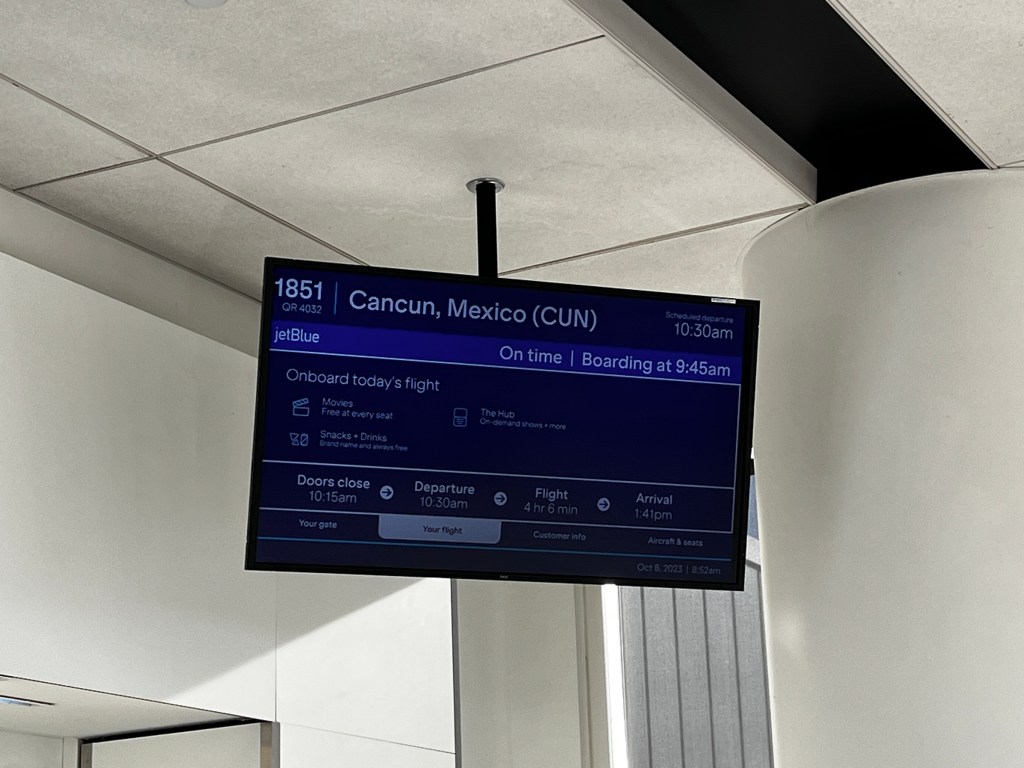 1851
QR 4032
Cancun, Mexico (CUN)
Scheduled departure
10:30am
jetBlue
On time | Boarding at 9:45am
Onboard today's flight
Movies
Free at every seat
The Hub
On-demand shows + more
Snacks + Drinks
Brand name and always free
Doors close
10:15am
Departure
10:30am
Flight
4 hr 6 min
Arrival
1:41pm
Your gate
Your flight
Customer info
Aircraft & seats
Oct 8, 2023 | 8:52am